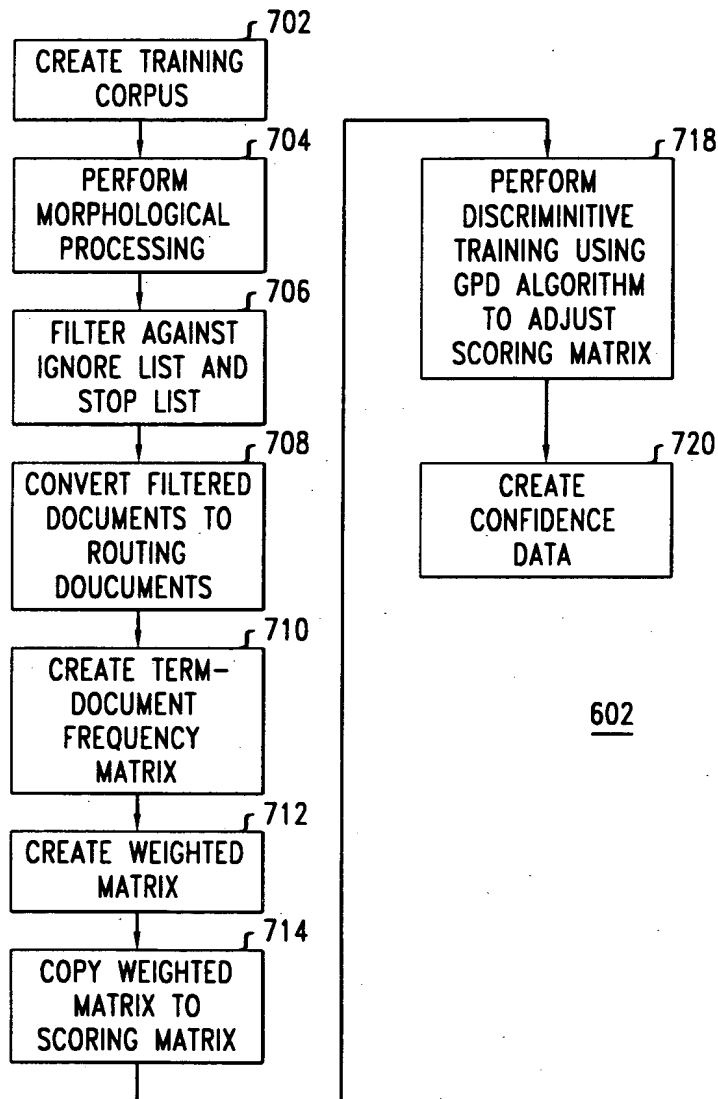 702
CREATE TRAINING
CORPUS
704
PERFORM
MORPHOLOGICAL
PROCESSING
706
FILTER AGAINST
IGNORE LIST AND
STOP LIST
708
CONVERT FILTERED
DOCUMENTS TO
ROUTING
DOUCUMENTS
710
CREATE TERM-
DOCUMENT
FREQUENCY
MATRIX
712
CREATE WEIGHTED
MATRIX
714
COPY WEIGHTED
MATRIX TO
SCORING MATRIX
718
PERFORM
DISCRIMINITIVE
TRAINING USING
GPD ALGORITHM
TO ADJUST
SCORING MATRIX
720
CREATE
CONFIDENCE
DATA
602